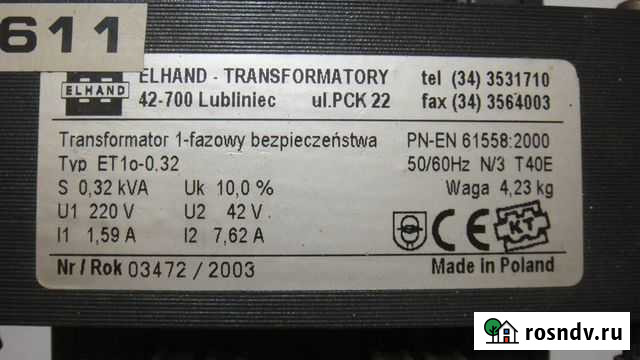 611
ELHAND
ELHAND - TRANSFORMATORY tel (34) 3531710
42-700 Lubliniec ul.PCK 22 fax (34) 3564003
Transformator 1-fazowy bezpieczeństwa PN-EN 61558:2000
Typ ET1o-0.32 50/60Hz N/3 T40E
S 0,32 kVA Uk 10,0 % Waga 4,23 kg
U1 220 V U2 42 V
I1 1,59 A I2 7,62 A
CE KT
Nr / Rok 03472 / 2003 Made in Poland
rosndv.ru